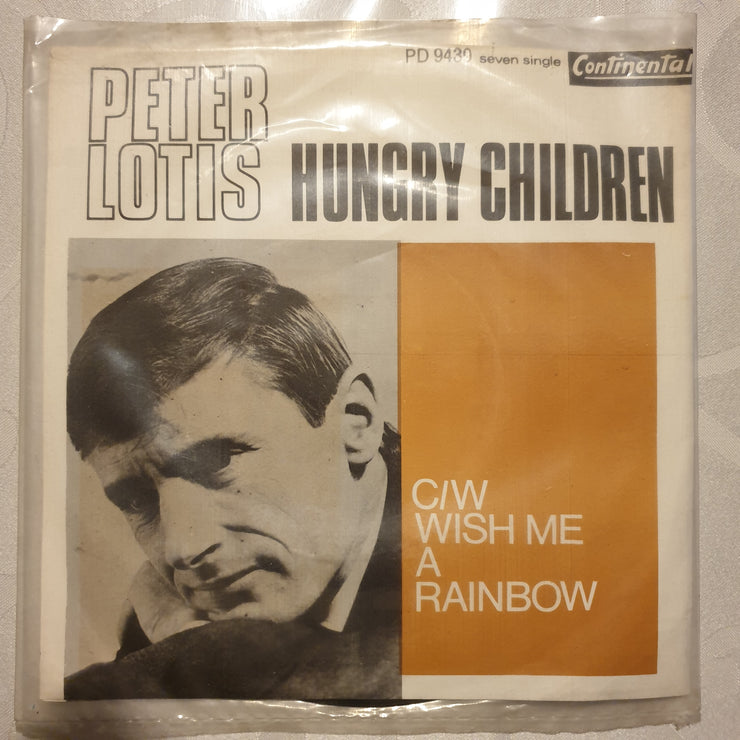 PD 9430 seven single Continental
PETER
LOTIS
HUNGRY CHILDREN
C/W
WISH ME
A
RAINBOW